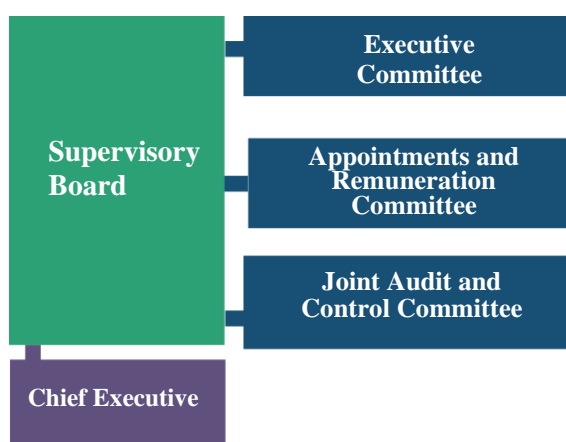 Supervisory
Board
Executive
Committee
Appointments and
Remuneration
Committee
Joint Audit and
Control Committee
Chief Executive